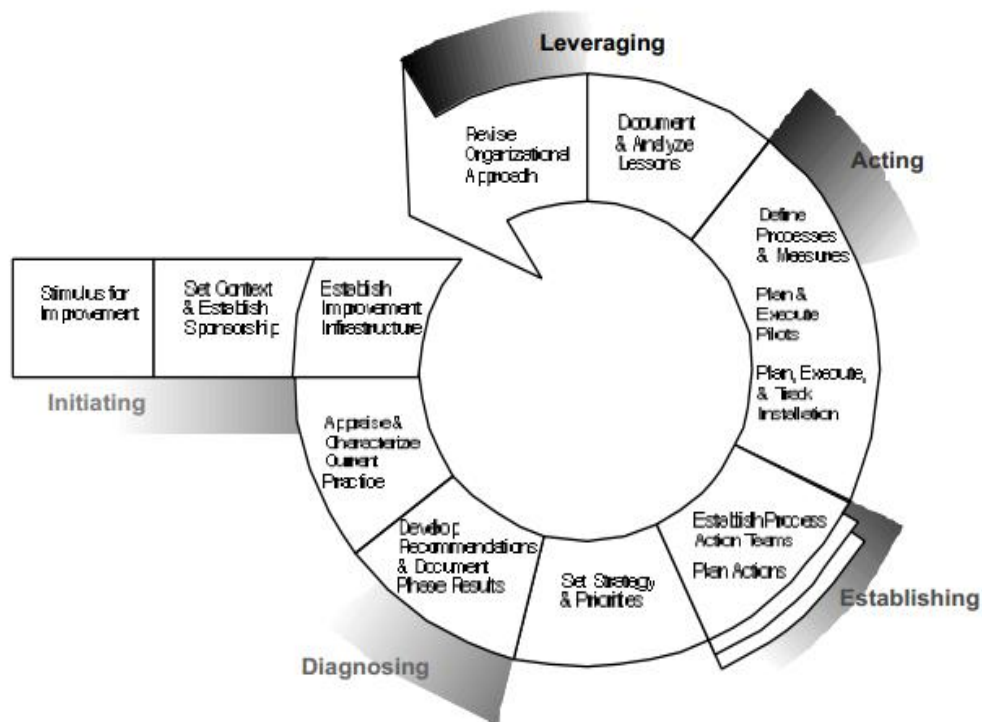 Leveraging
Revise
Organizational
Approach
Document
& Analyze
Lessons
Acting
Define
Processes
& Measures
Plan &
Execute
Pilots
Plan, Execute,
& Track
Installation
Stimulus for
Improvement
Set Context
& Establish
Sponsorship
Establish
Improvement
Infrastructure
Initiating
Appraise &
Characterize
Current
Practice
Develop
Recommendations
& Document
Phase Results
Set Strategy
& Priorities
Establish Process
Action Teams
Plan Actions
Establishing
Diagnosing